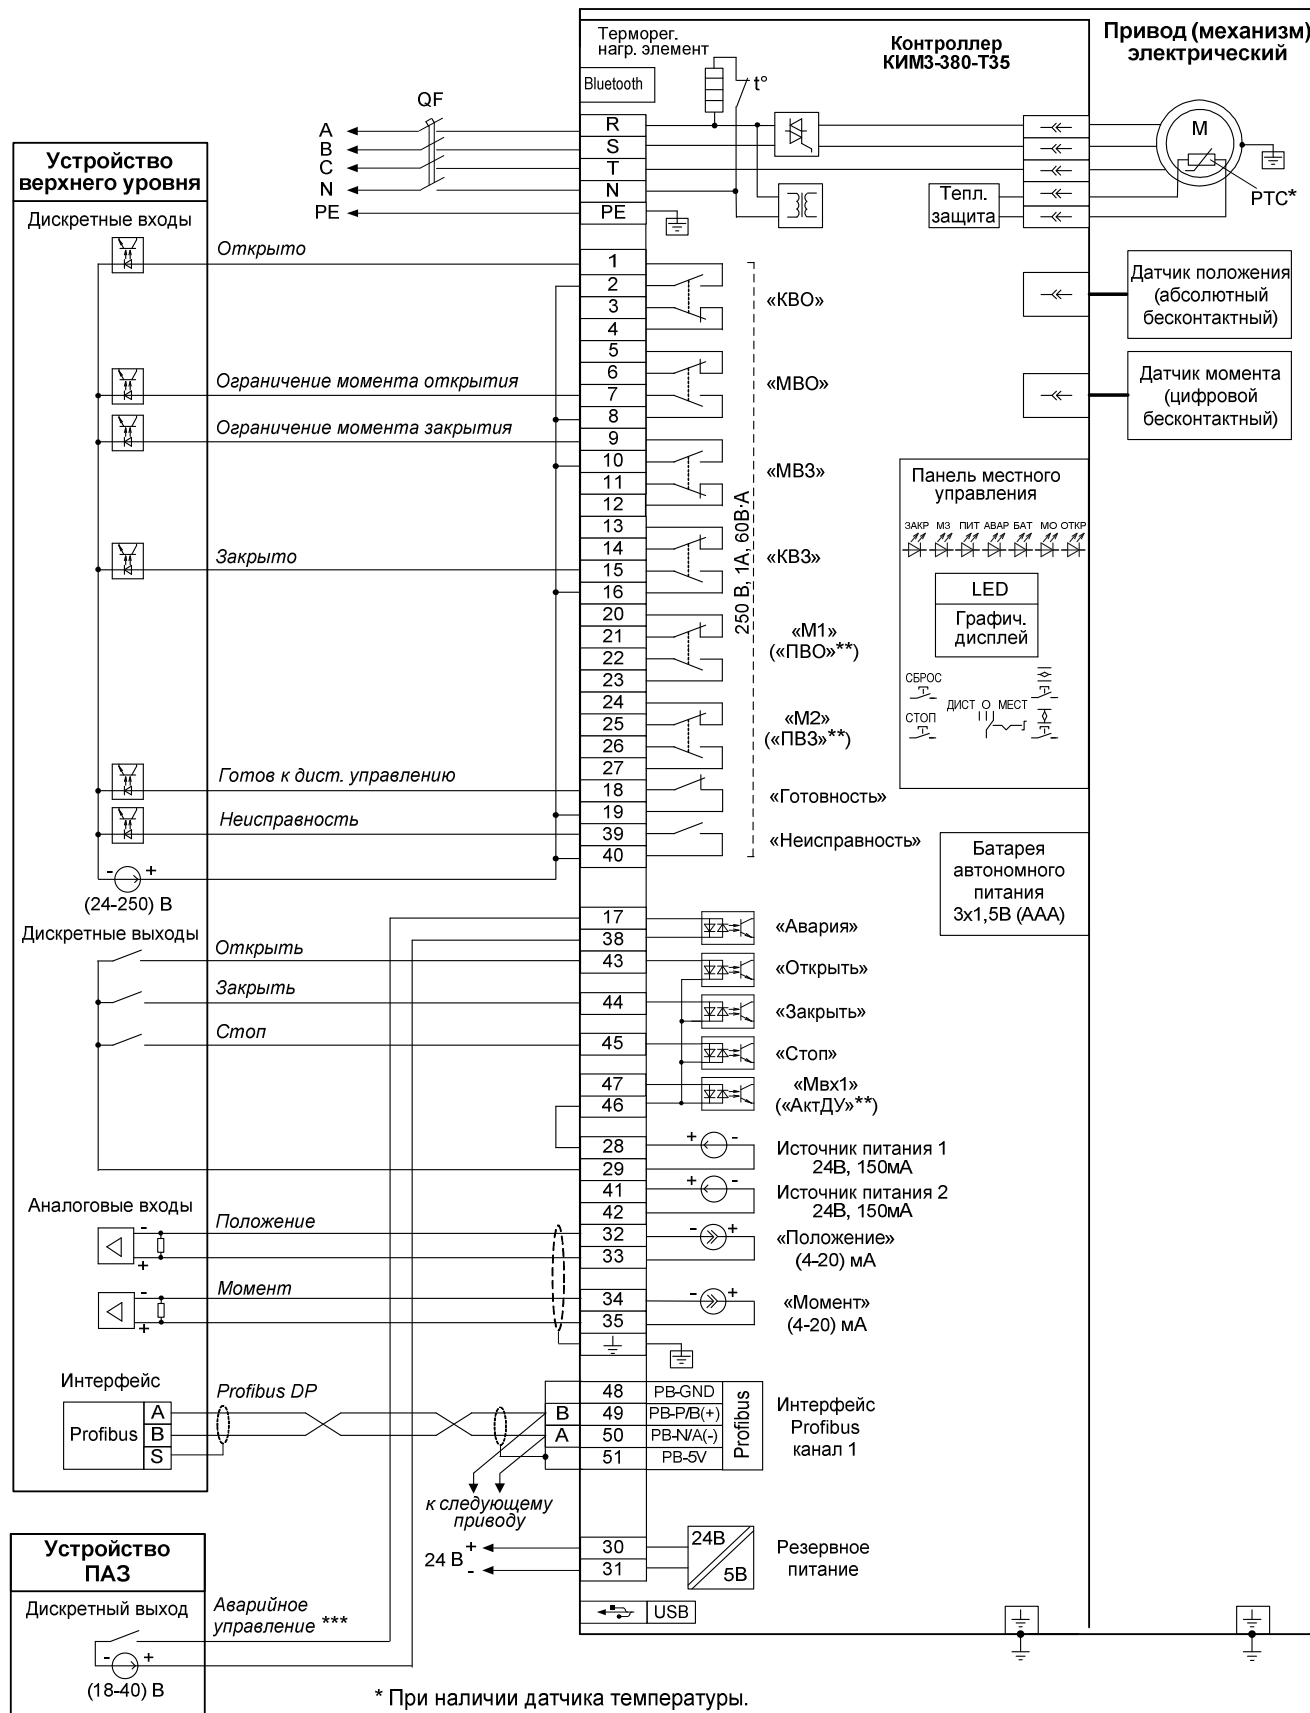 Терморег.
нагр. элемент
Контроллер
КИМ3-380-Т35
Привод (механизм)
электрический
Bluetooth
t°
QF
A
B
C
N
PE
R
S
T
N
PE
M
PTC*
Тепл.
защита
Устройство
верхнего уровня
Дискретные входы
Открыто
Ограничение момента открытия
Ограничение момента закрытия
Закрыто
Готов к дист. управлению
Неисправность
- +
(24-250) В
1
2
3
4
«КВО»
5
6
7
8
«МВО»
9
10
11
12
«МВЗ»
13
14
15
16
«КВЗ»
20
21
22
23
«М1»
(«ПВО»**)
24
25
26
27
«М2»
(«ПВЗ»**)
18
19
«Готовность»
39
40
«Неисправность»
250 В, 1А, 60В·А
Датчик положения
(абсолютный
бесконтактный)
Датчик момента
(цифровой
бесконтактный)
Панель местного
управления
ЗАКР МЗ ПИТ АВАР БАТ МО ОТКР
LED
Графич.
дисплей
СБРОС
СТОП
ДИСТ О МЕСТ
Батарея
автономного
питания
3х1,5В (ААА)
Дискретные выходы
Открыть
Закрыть
Стоп
17
38
«Авария»
43
«Открыть»
44
«Закрыть»
45
«Стоп»
47
46
«Мвх1»
(«АктДУ»**)
28
29
+ -
Источник питания 1
24В, 150мА
41
42
+ -
Источник питания 2
24В, 150мА
Аналоговые входы
Положение
-
+
32
33
- +
«Положение»
(4-20) мА
Момент
-
+
34
35
- +
«Момент»
(4-20) мА
Интерфейс
Profibus
A
B
S
Profibus DP
B
A
48 PB-GND
49 PB-P/B(+)
50 PB-N/A(-)
51 PB-5V
Profibus
Интерфейс
Profibus
канал 1
к следующему
приводу
24 В
+
-
30
31
24В
5В
Резервное
питание
USB
Устройство
ПАЗ
Дискретный выход
Аварийное
управление ***
- +
(18-40) В
* При наличии датчика температуры.